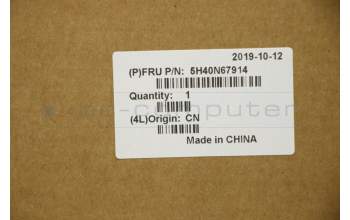 2019-10-12
(P)FRU P/N: 5H40N67914
Quantity: 1
(4L)Origin: CN
Made in CHINA